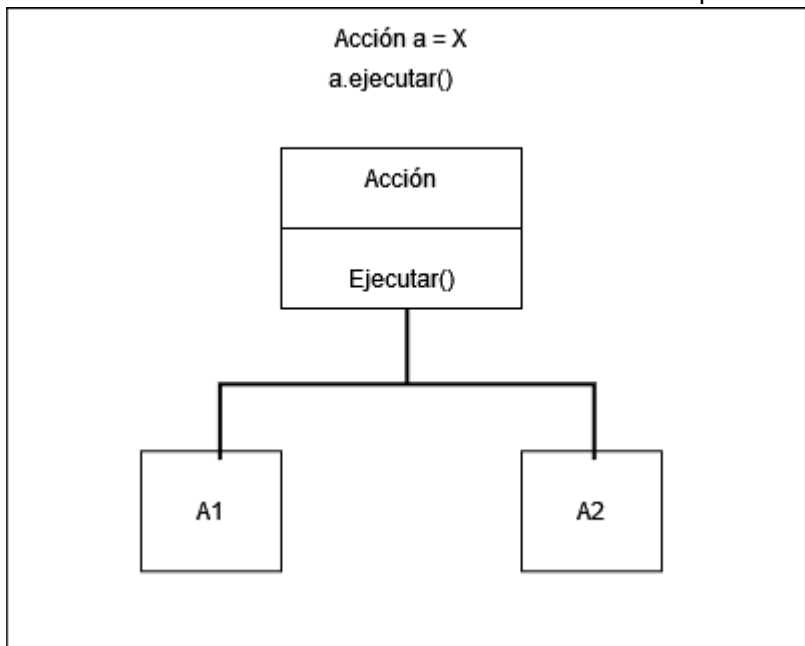 Acción a = X
a.ejecutar()
Acción
Ejecutar()
A1
A2